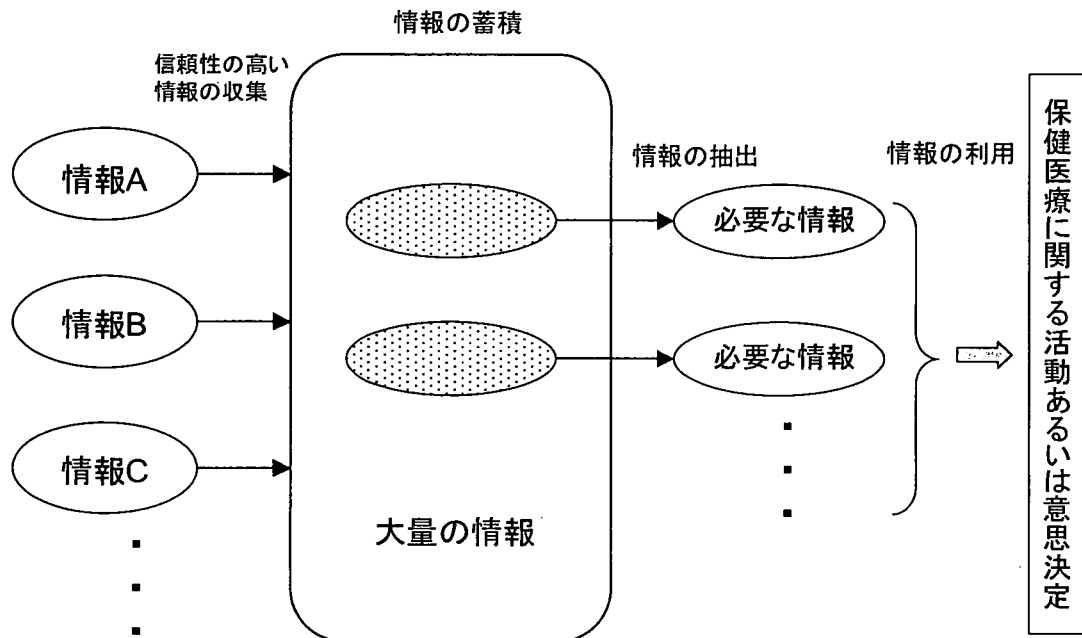 情報の蓄積
信頼性の高い
情報の収集
情報A
情報B
情報C
大量の情報
情報の抽出
必要な情報
必要な情報
情報の利用
保健医療に関する活動あるいは意思決定